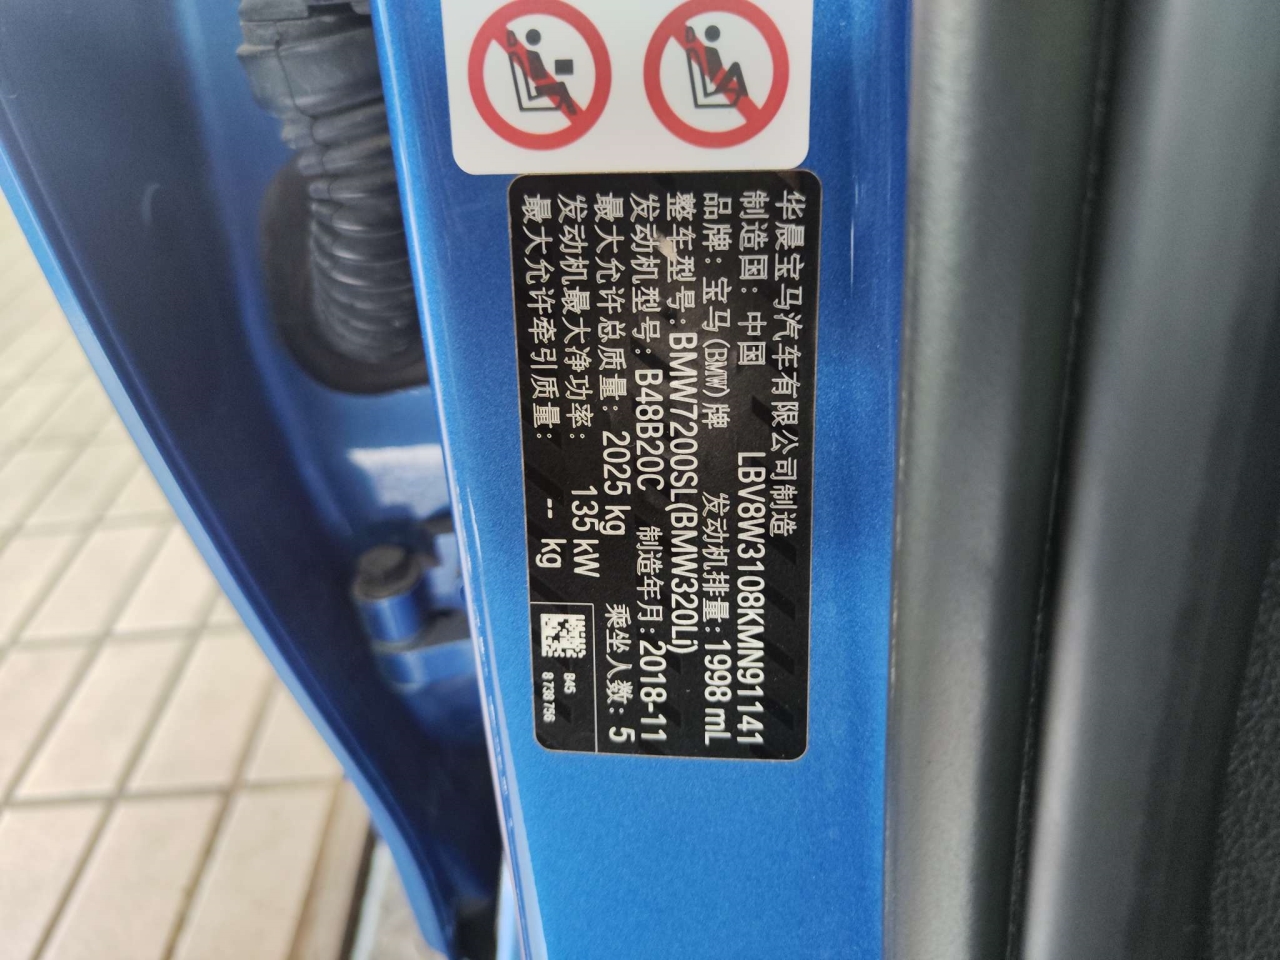 华晨宝马汽车有限公司制造
制造国：中国 LBV8W3108KMN91141
品牌：宝马(BMW)牌 发动机排量：1998 mL
整车型号：BMW7200SL(BMW320Li)
发动机型号：B48B20C 制造年月：2018-11
最大允许总质量：2025 kg 乘坐人数：5
发动机最大净功率：135 kW
最大允许牵引质量：-- kg
B45
8 738 756